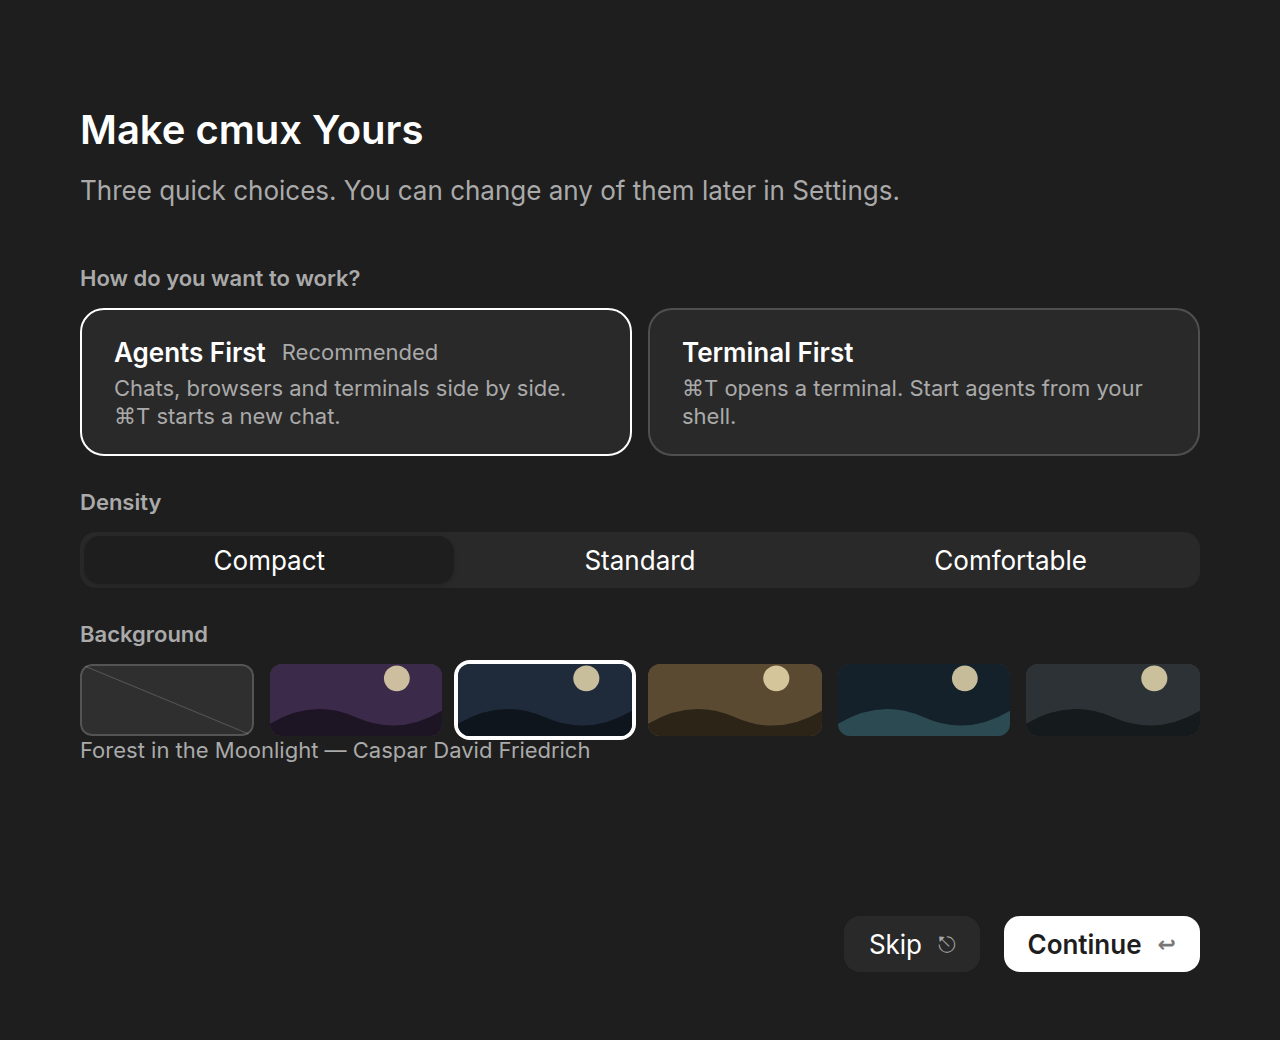 Make cmux Yours
Three quick choices. You can change any of them later in Settings.
How do you want to work?
Agents First Recommended
Chats, browsers and terminals side by side.
⌘T starts a new chat.
Terminal First
⌘T opens a terminal. Start agents from your
shell.
Density
Compact Standard Comfortable
Background
Forest in the Moonlight — Caspar David Friedrich
Skip ⎋ Continue ↩